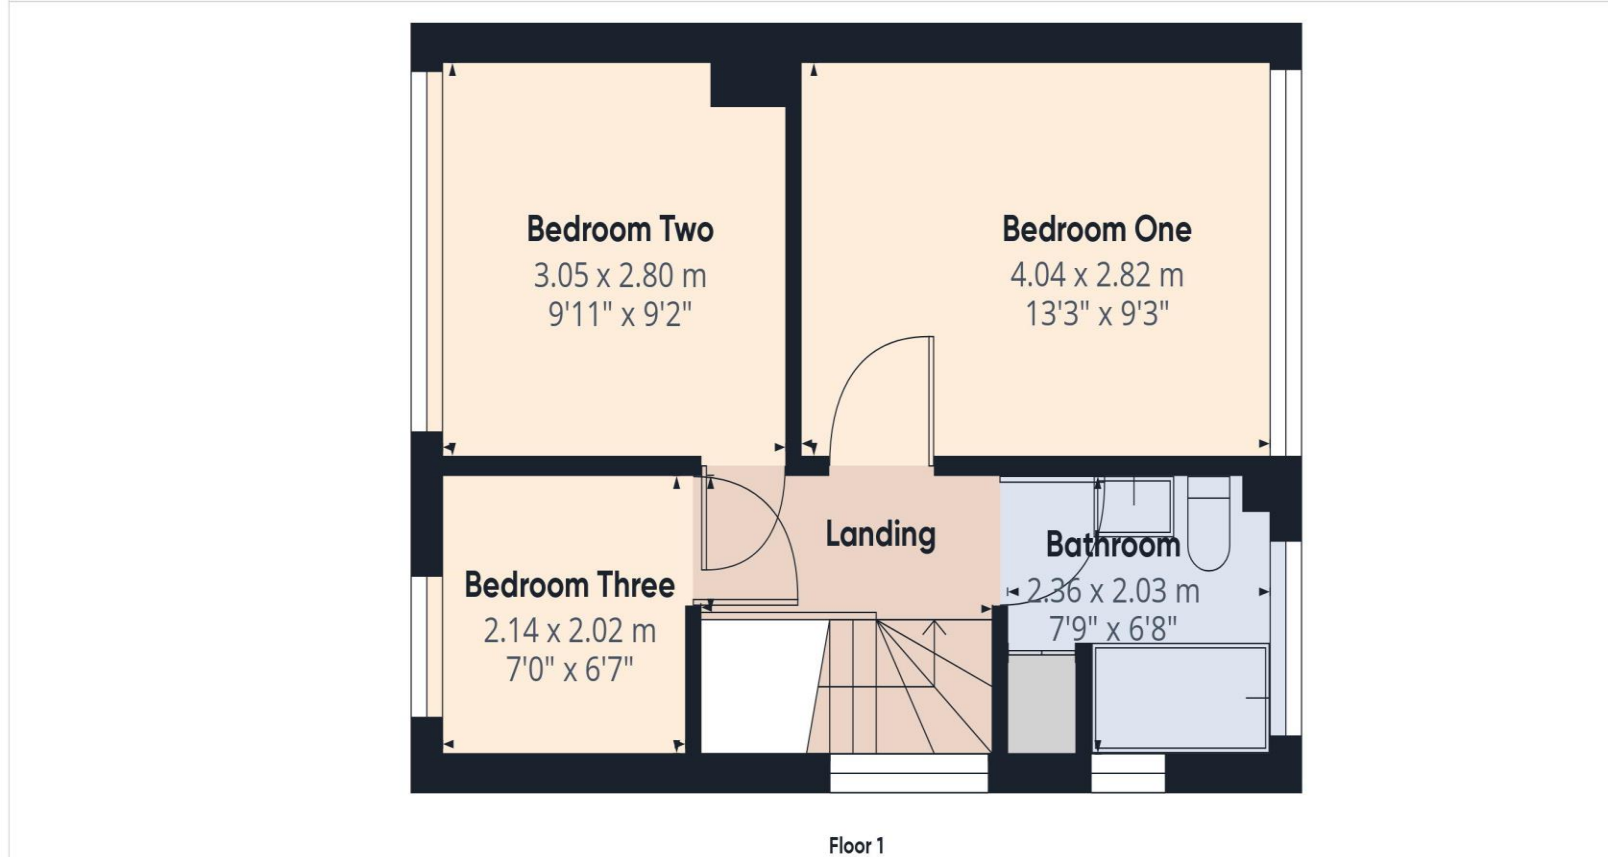 Bedroom Two
3.05 x 2.80 m
9'11" x 9'2"
Bedroom One
4.04 x 2.82 m
13'3" x 9'3"
Landing
Bathroom
2.36 x 2.03 m
7'9" x 6'8"
Bedroom Three
2.14 x 2.02 m
7'0" x 6'7"
Floor 1